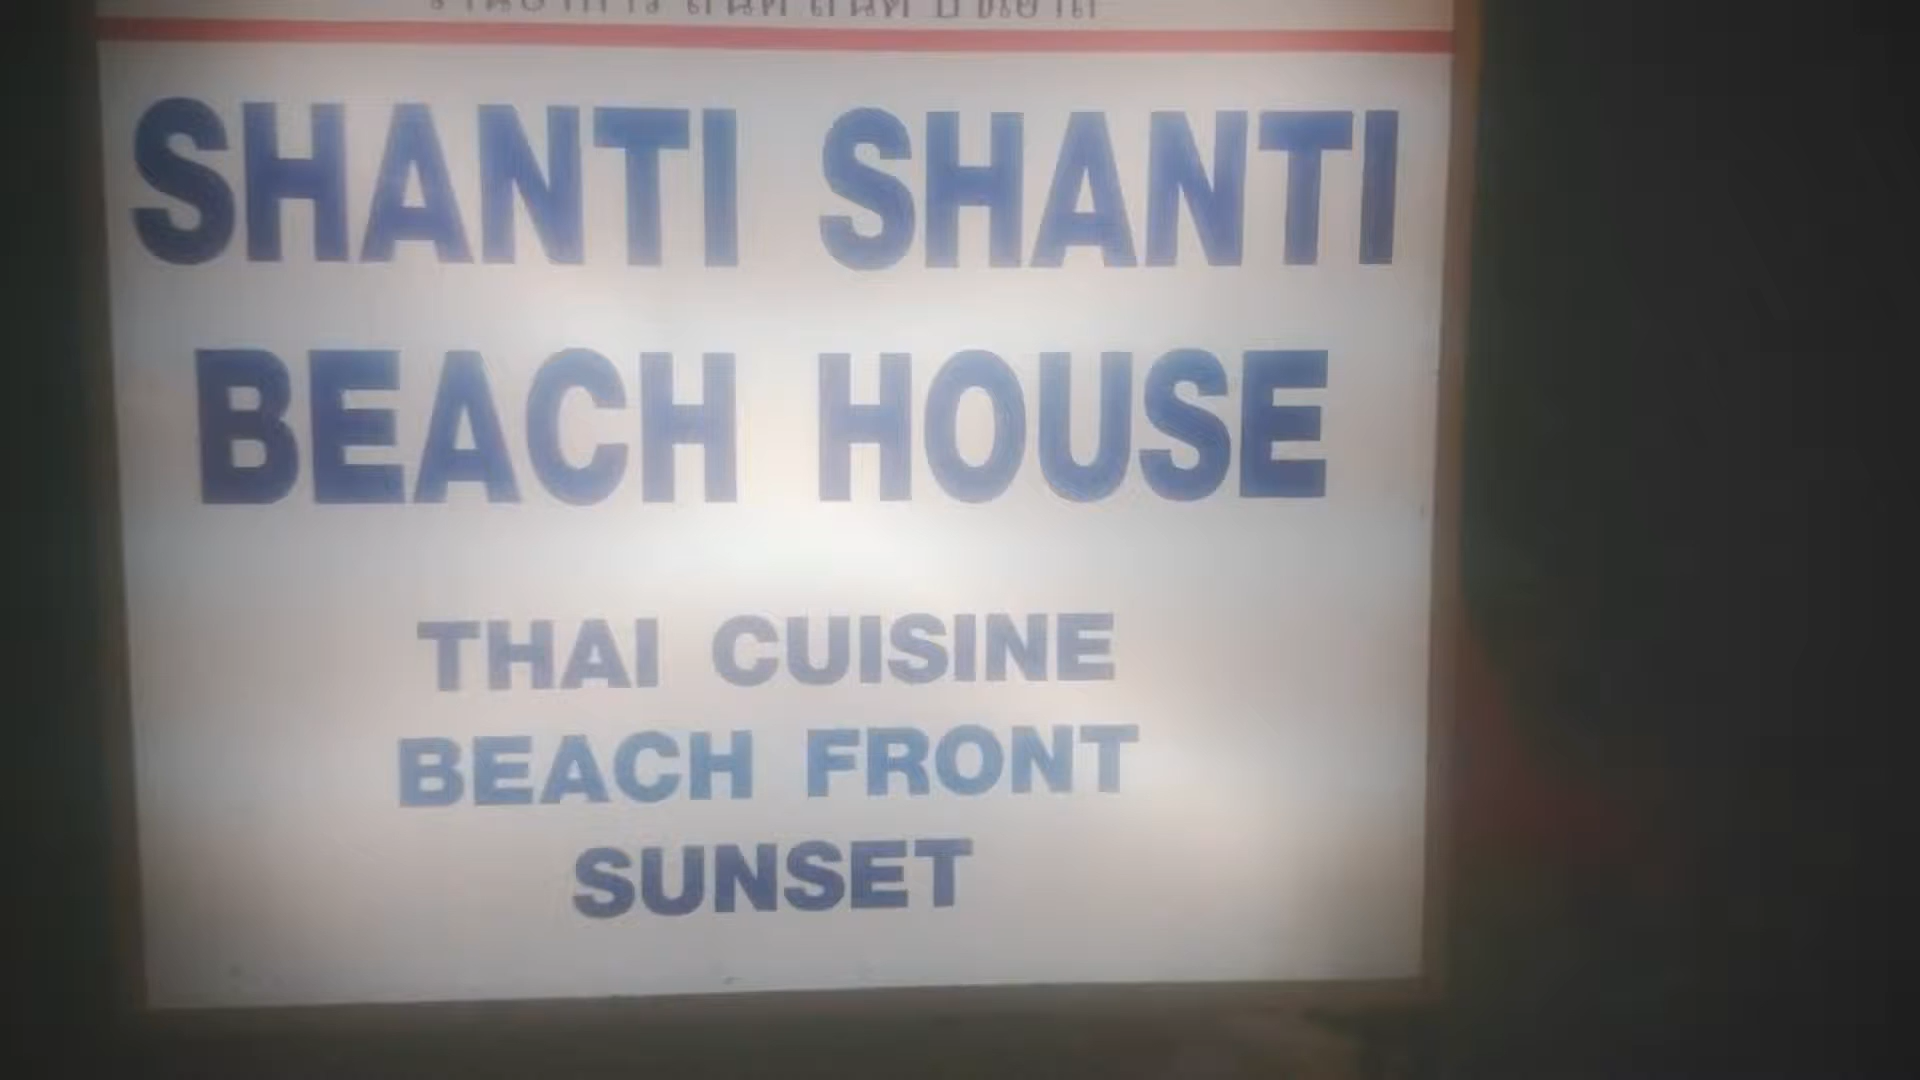 SHANTI SHANTI
BEACH HOUSE
THAI CUISINE
BEACH FRONT
SUNSET